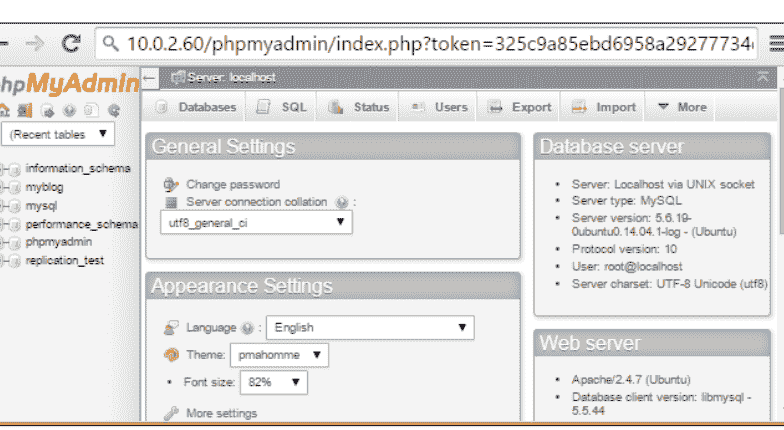 10.0.2.60/phpmyadmin/index.php?token=325c9a85ebd6958a29277734
hpMyAdmin
Server: localhost
Databases SQL Status Users Export Import More
(Recent tables
information_schema
myblog
mysql
performance_schema
phpmyadmin
replication_test
General Settings
Change password
Server connection collation :
utf8_general_ci
Appearance Settings
Language : English
Theme: pmahomme
Font size: 82%
More settings
Database server
Server: Localhost via UNIX socket
Server type: MySQL
Server version: 5.6.19-
0ubuntu0.14.04.1-log - (Ubuntu)
Protocol version: 10
User: root@localhost
Server charset: UTF-8 Unicode (utf8)
Web server
Apache/2.4.7 (Ubuntu)
Database client version: libmysql -
5.5.44